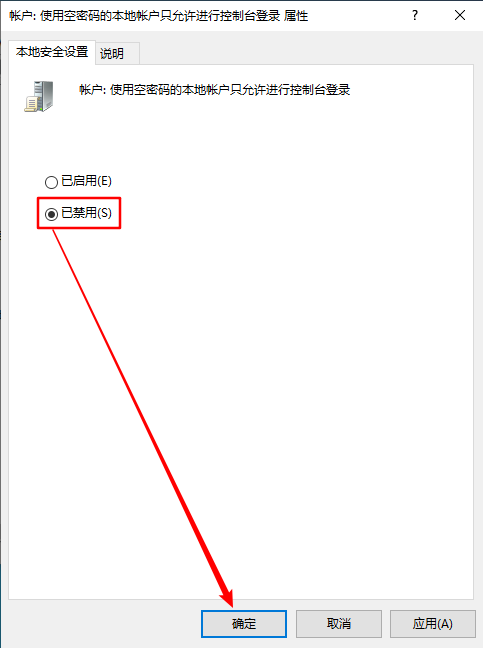 帐户: 使用空密码的本地帐户只允许进行控制台登录 属性
本地安全设置 说明
帐户: 使用空密码的本地帐户只允许进行控制台登录
已启用(E)
已禁用(S)
确定 取消 应用(A)